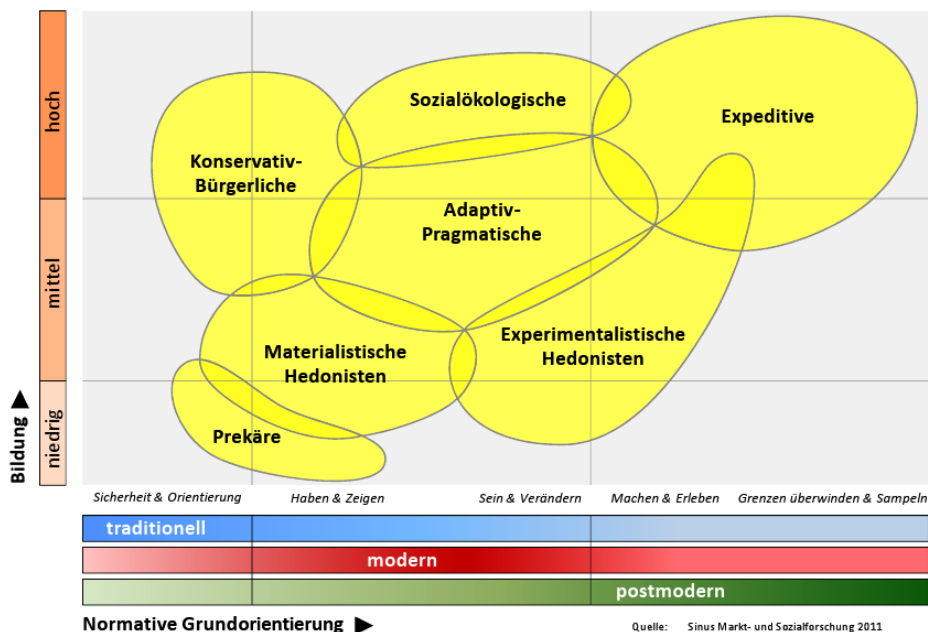 hoch
mittel
niedrig
Bildung ►
Sozialökologische
Expeditive
Konservativ-
Bürgerliche
Adaptiv-
Pragmatische
Experimentalistische
Hedonisten
Materialistische
Hedonisten
Prekäre
Sicherheit & Orientierung
Haben & Zeigen
Sein & Verändern
Machen & Erleben
Grenzen überwinden & Sampeln
traditionell
modern
postmodern
Normative Grundorientierung ►
Quelle: Sinus Markt- und Sozialforschung 2011